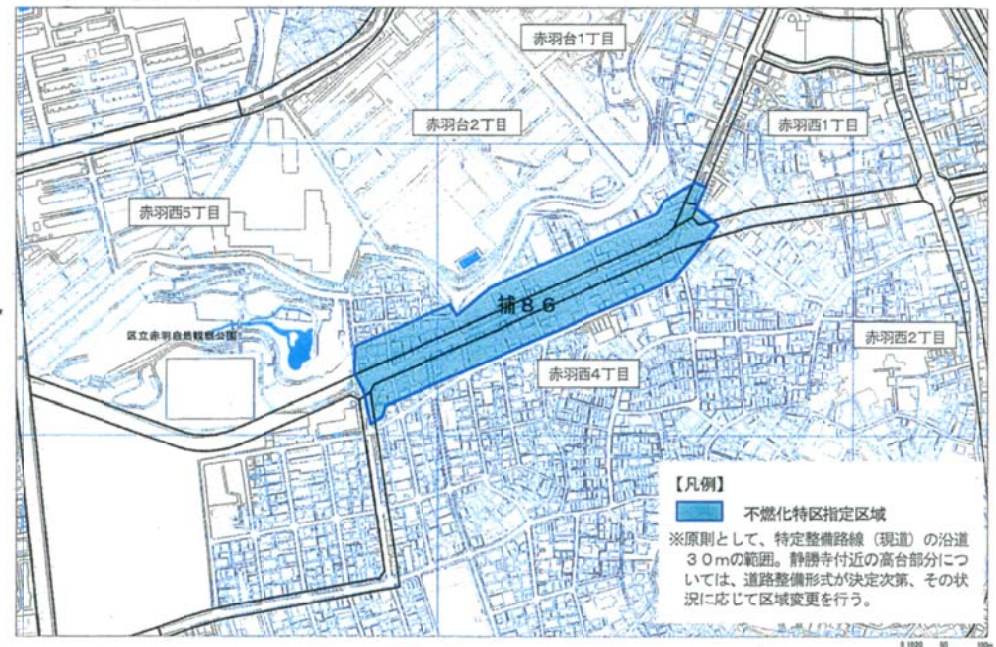 赤羽台1丁目
赤羽台2丁目
赤羽西1丁目
赤羽西5丁目
補86
区立赤羽自然観察公園
赤羽西2丁目
赤羽西4丁目
【凡例】
不燃化特区指定区域
※原則として、特定整備路線（現道）の沿道
30mの範囲。静勝寺付近の高台部分につ
いては、道路整備形式が決定次第、その状
況に応じて区域変更を行う。